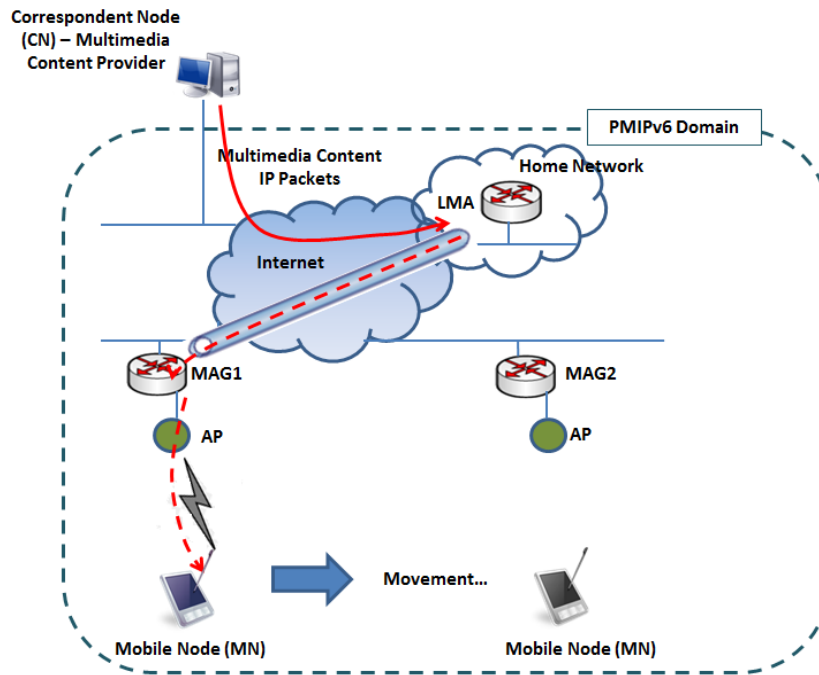 Correspondent Node
(CN) – Multimedia
Content Provider
PMIPv6 Domain
Multimedia Content
IP Packets
Home Network
LMA
Internet
MAG1
MAG2
AP
AP
Movement...
Mobile Node (MN)
Mobile Node (MN)